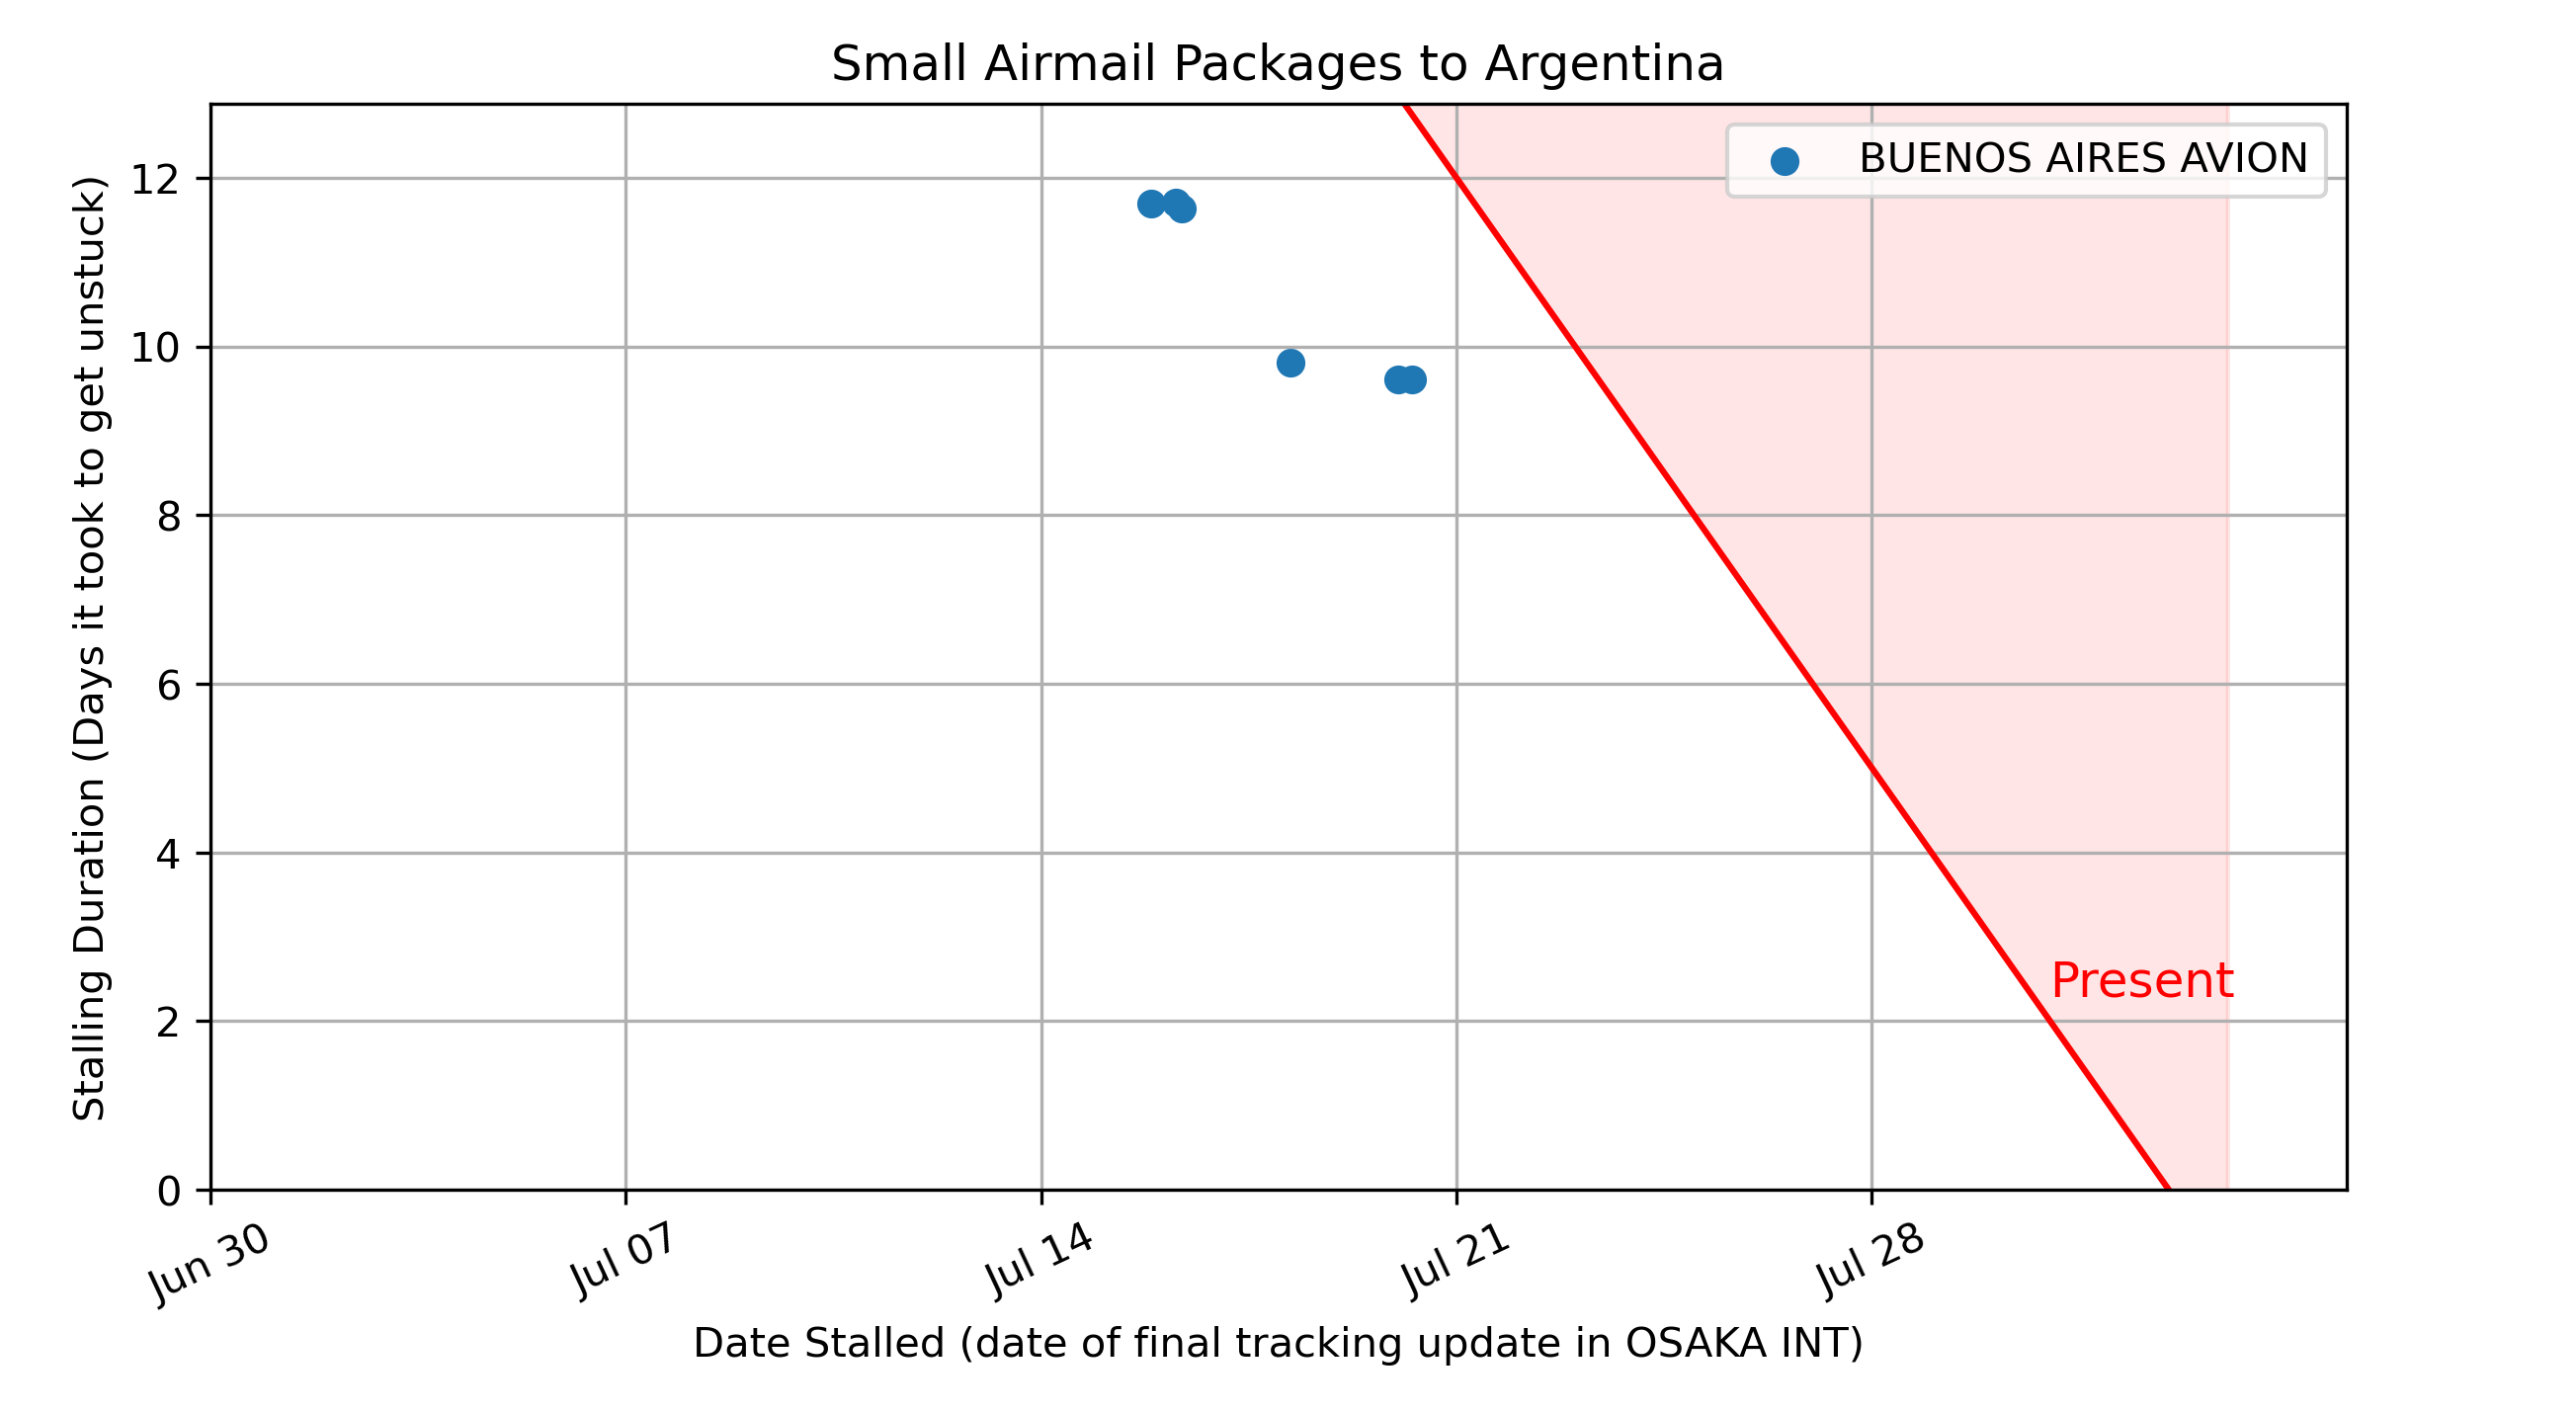 Small Airmail Packages to Argentina
BUENOS AIRES AVION
12
10
8
6
4
2
0
Stalling Duration (Days it took to get unstuck)
Present
Jun 30
Jul 07
Jul 14
Jul 21
Jul 28
Date Stalled (date of final tracking update in OSAKA INT)